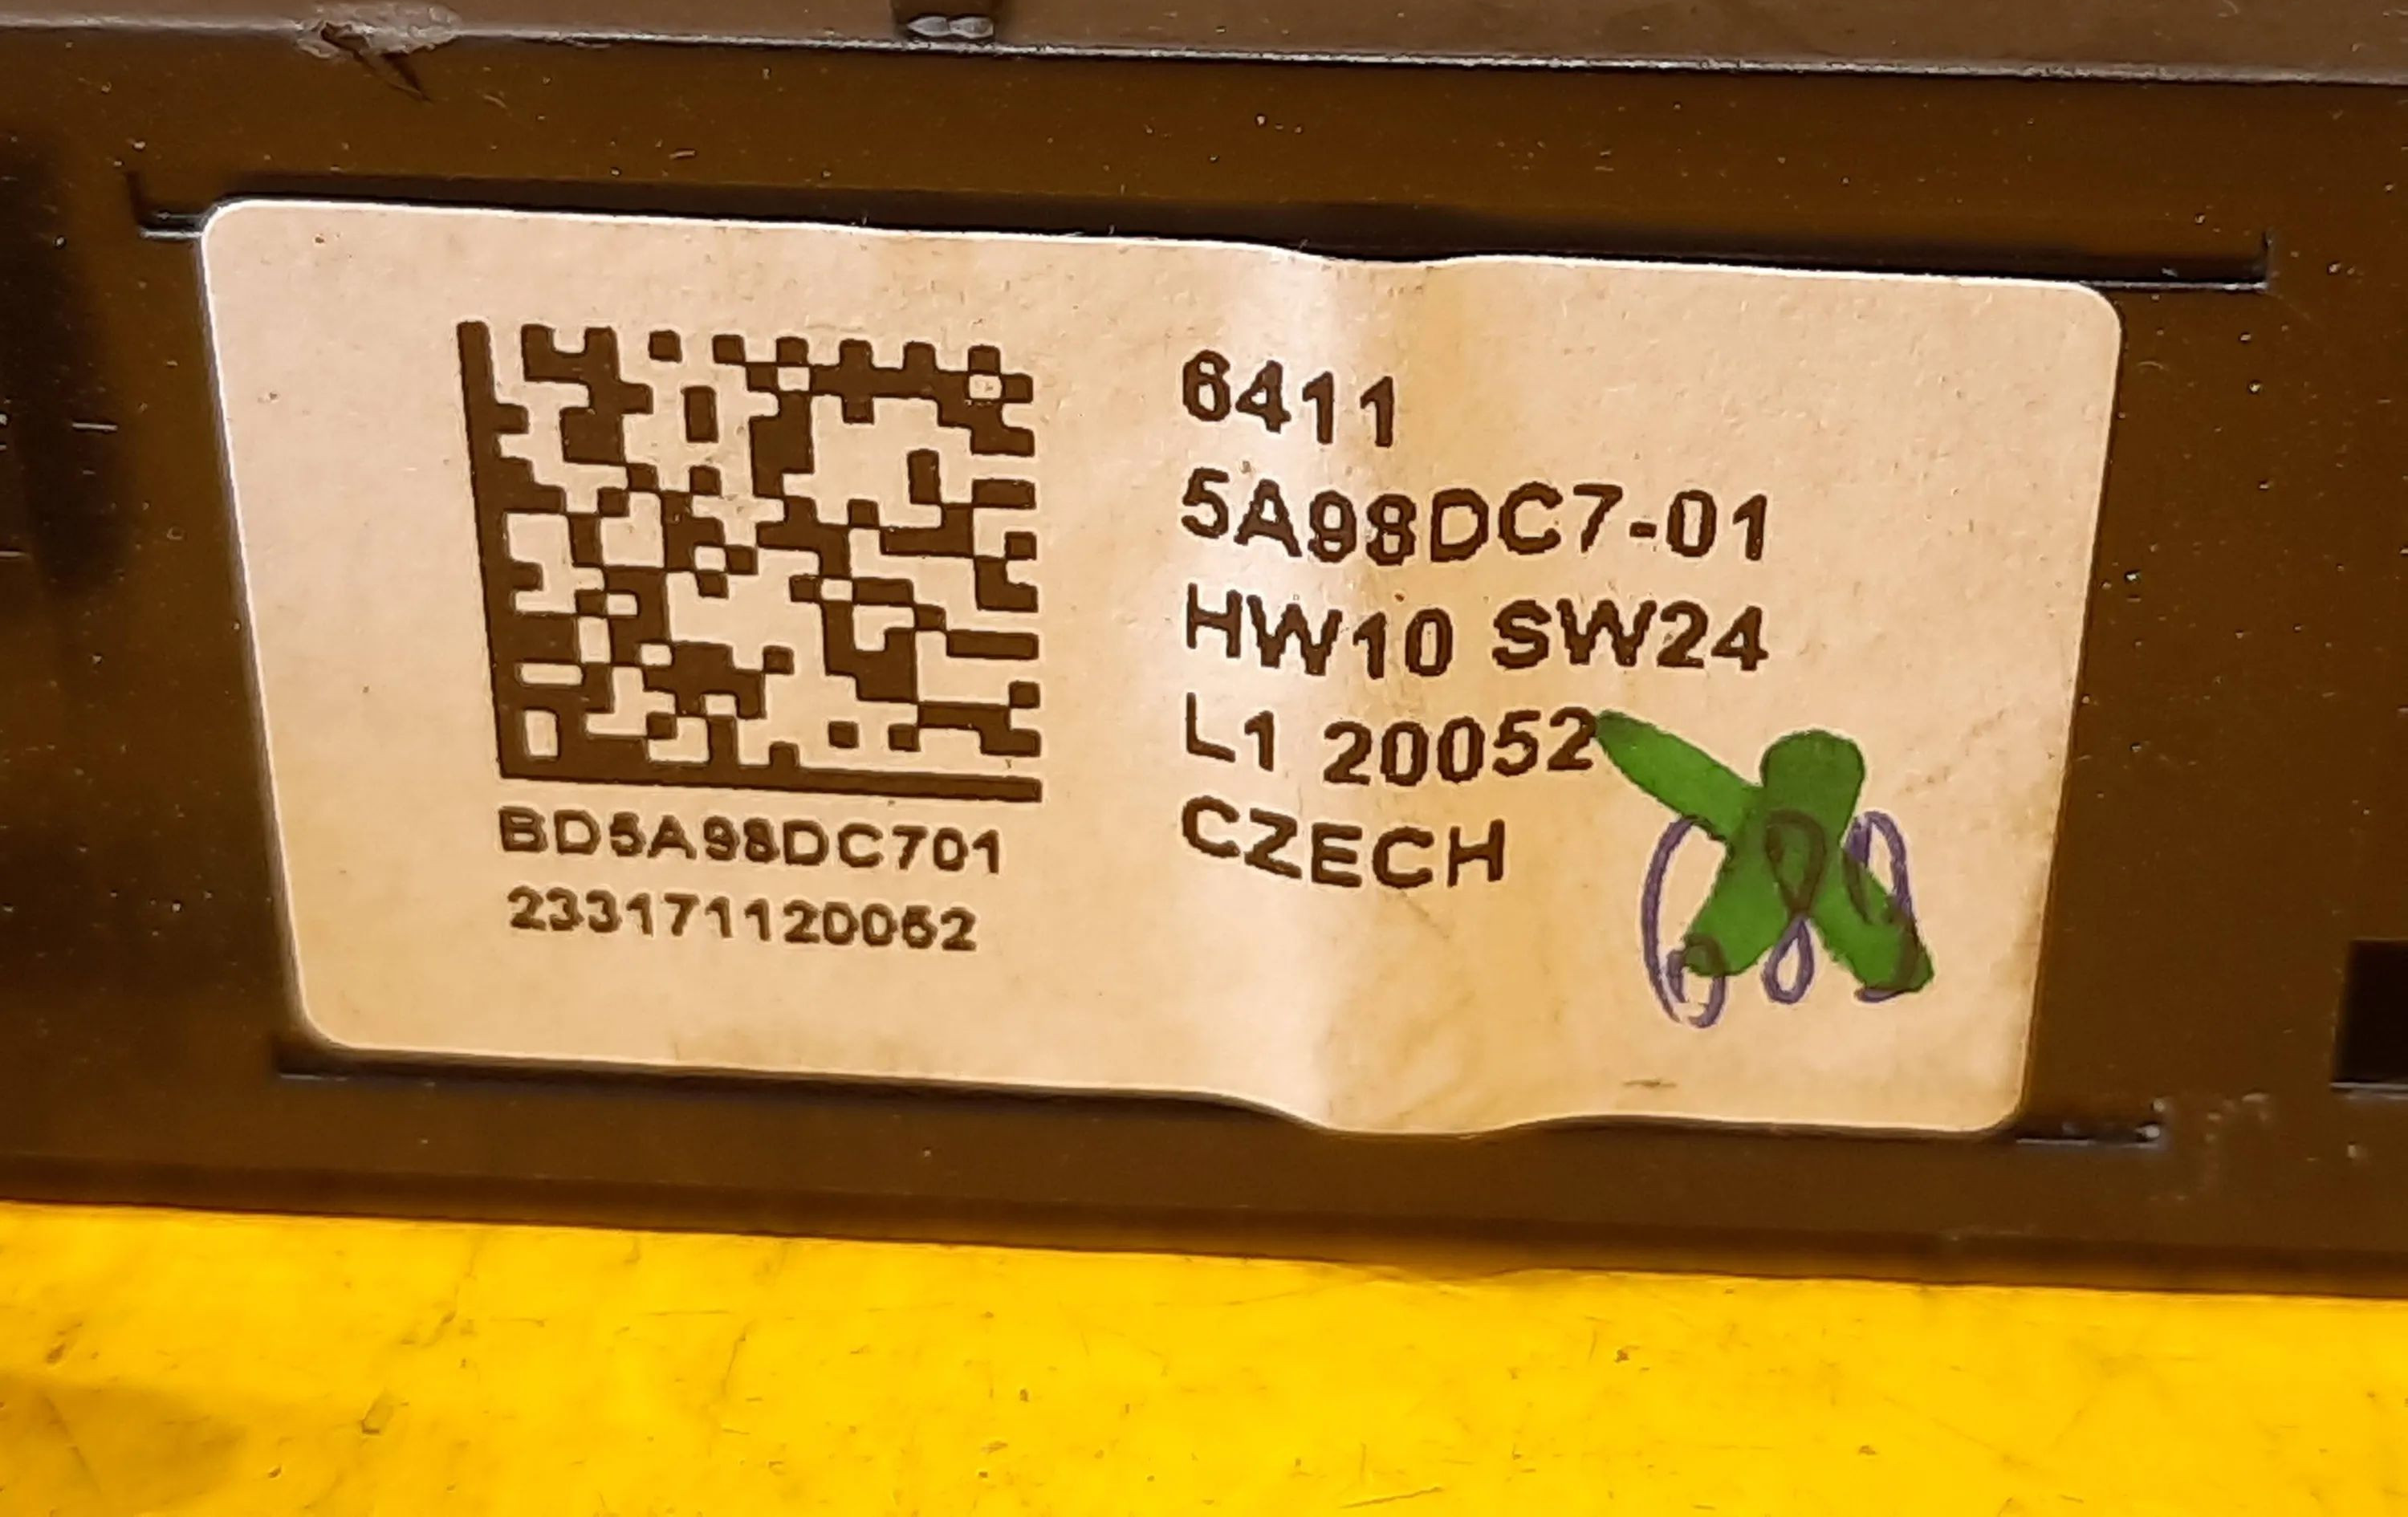 6411
5A98DC7-01
HW10 SW24
L1 20052
CZECH
BD5A98DC701
233171120052